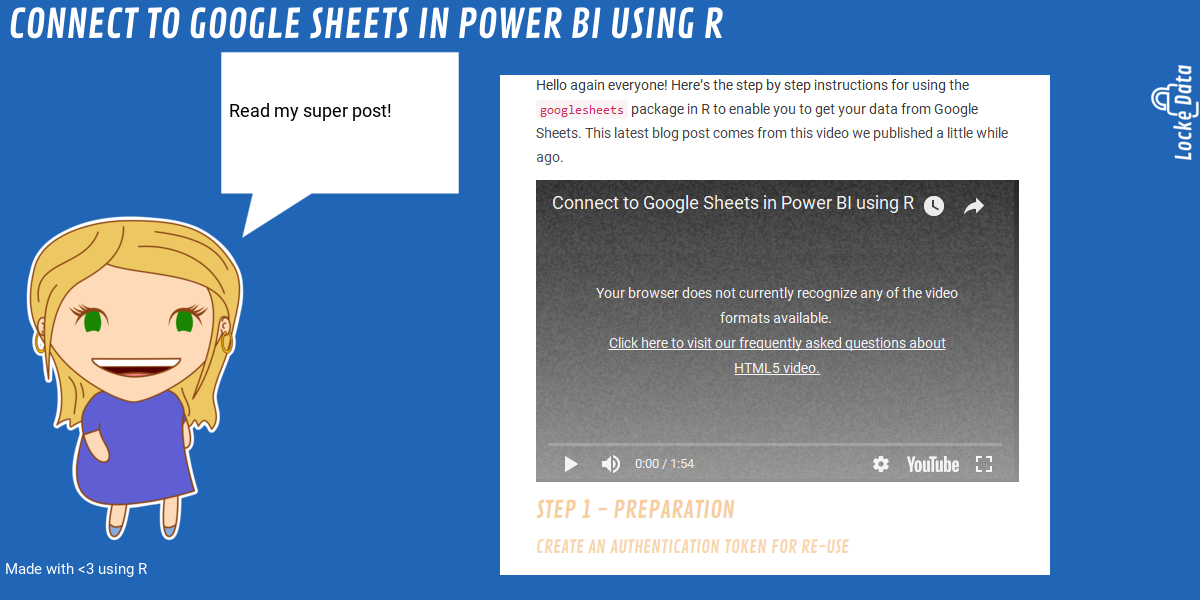 CONNECT TO GOOGLE SHEETS IN POWER BI USING R
Read my super post!
Hello again everyone! Here’s the step by step instructions for using the
googlesheets package in R to enable you to get your data from Google
Sheets. This latest blog post comes from this video we published a little while
ago.
Connect to Google Sheets in Power BI using R
Your browser does not currently recognize any of the video
formats available.
Click here to visit our frequently asked questions about
HTML5 video.
0:00 / 1:54
YouTube
STEP 1 – PREPARATION
CREATE AN AUTHENTICATION TOKEN FOR RE-USE
Locke Data
Made with <3 using R